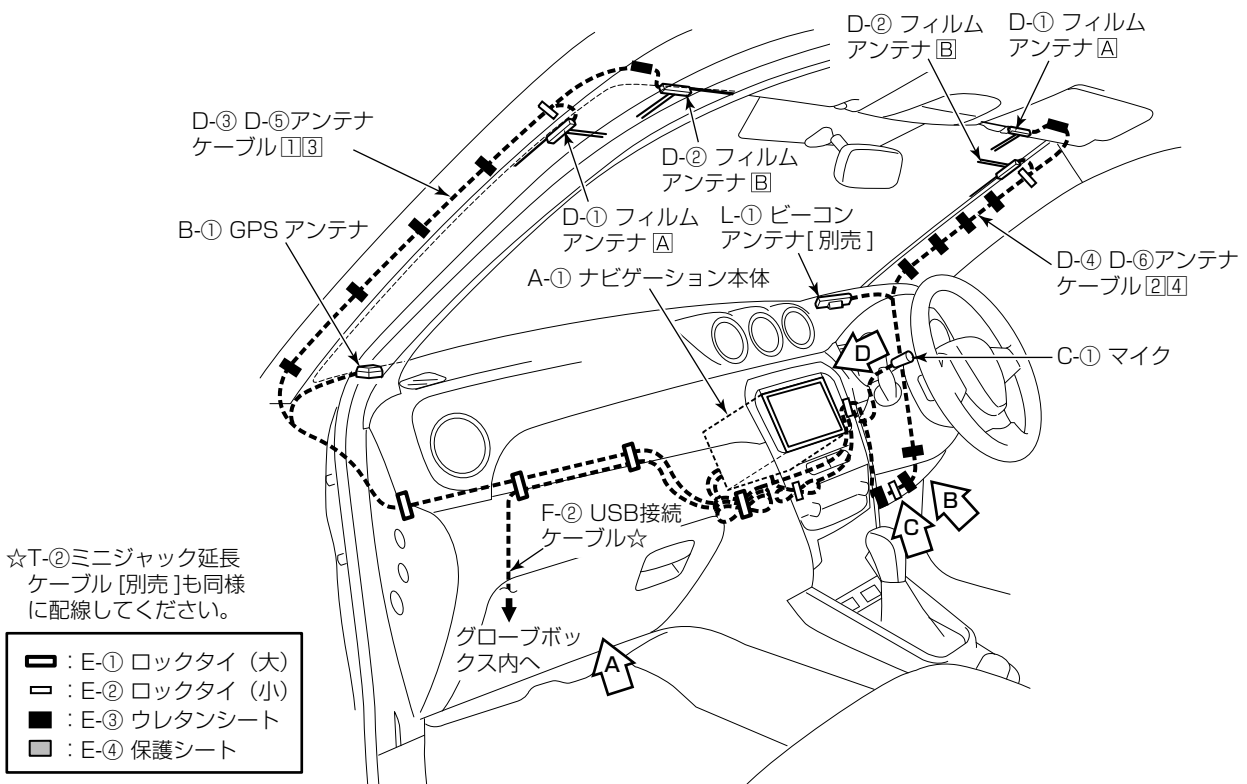 D-② フィルム
アンテナ B
D-① フィルム
アンテナ A
D-③ D-⑤アンテナ
ケーブル 1 3
D-② フィルム
アンテナ B
D-① フィルム
アンテナ A
L-① ビーコン
アンテナ[ 別売 ]
B-① GPS アンテナ
A-① ナビゲーション本体
D-④ D-⑥アンテナ
ケーブル 2 4
D
C-① マイク
F-② USB接続
ケーブル☆
B
C
グローブボッ
クス内へ
A
☆T-②ミニジャック延長
ケーブル [別売 ]も同様
に配線してください。
：E-① ロックタイ（大）
：E-② ロックタイ（小）
：E-③ ウレタンシート
：E-④ 保護シート